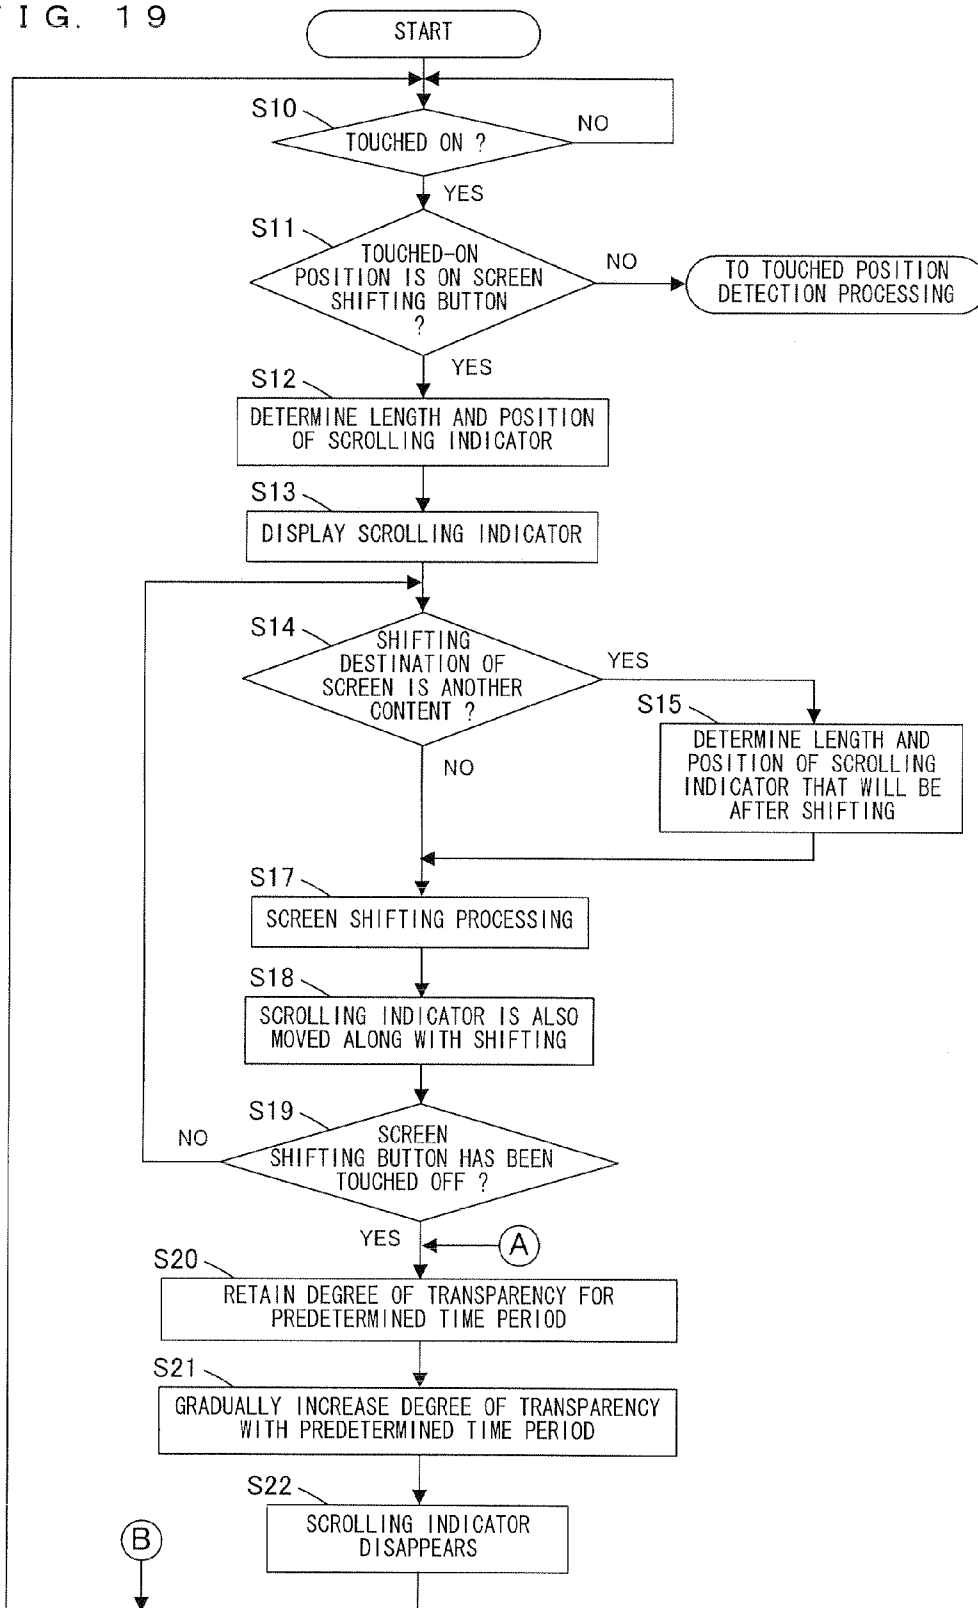 FIG. 19
START
S10
TOUCHED ON ?
NO
YES
S11
TOUCHED-ON
POSITION IS ON SCREEN
SHIFTING BUTTON
?
NO
TO TOUCHED POSITION
DETECTION PROCESSING
YES
S12
DETERMINE LENGTH AND POSITION
OF SCROLLING INDICATOR
S13
DISPLAY SCROLLING INDICATOR
S14
SHIFTING
DESTINATION OF
SCREEN IS ANOTHER
CONTENT ?
YES
NO
S15
DETERMINE LENGTH AND
POSITION OF SCROLLING
INDICATOR THAT WILL BE
AFTER SHIFTING
S17
SCREEN SHIFTING PROCESSING
S18
SCROLLING INDICATOR IS ALSO
MOVED ALONG WITH SHIFTING
S19
SCREEN
SHIFTING BUTTON HAS BEEN
TOUCHED OFF ?
NO
YES
A
S20
RETAIN DEGREE OF TRANSPARENCY FOR
PREDETERMINED TIME PERIOD
S21
GRADUALLY INCREASE DEGREE OF TRANSPARENCY
WITH PREDETERMINED TIME PERIOD
S22
SCROLLING INDICATOR
DISAPPEARS
B